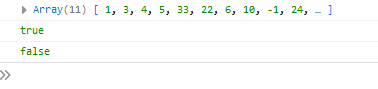 Array(11) [ 1, 3, 4, 5, 33, 22, 6, 10, -1, 24, … ]
true
false